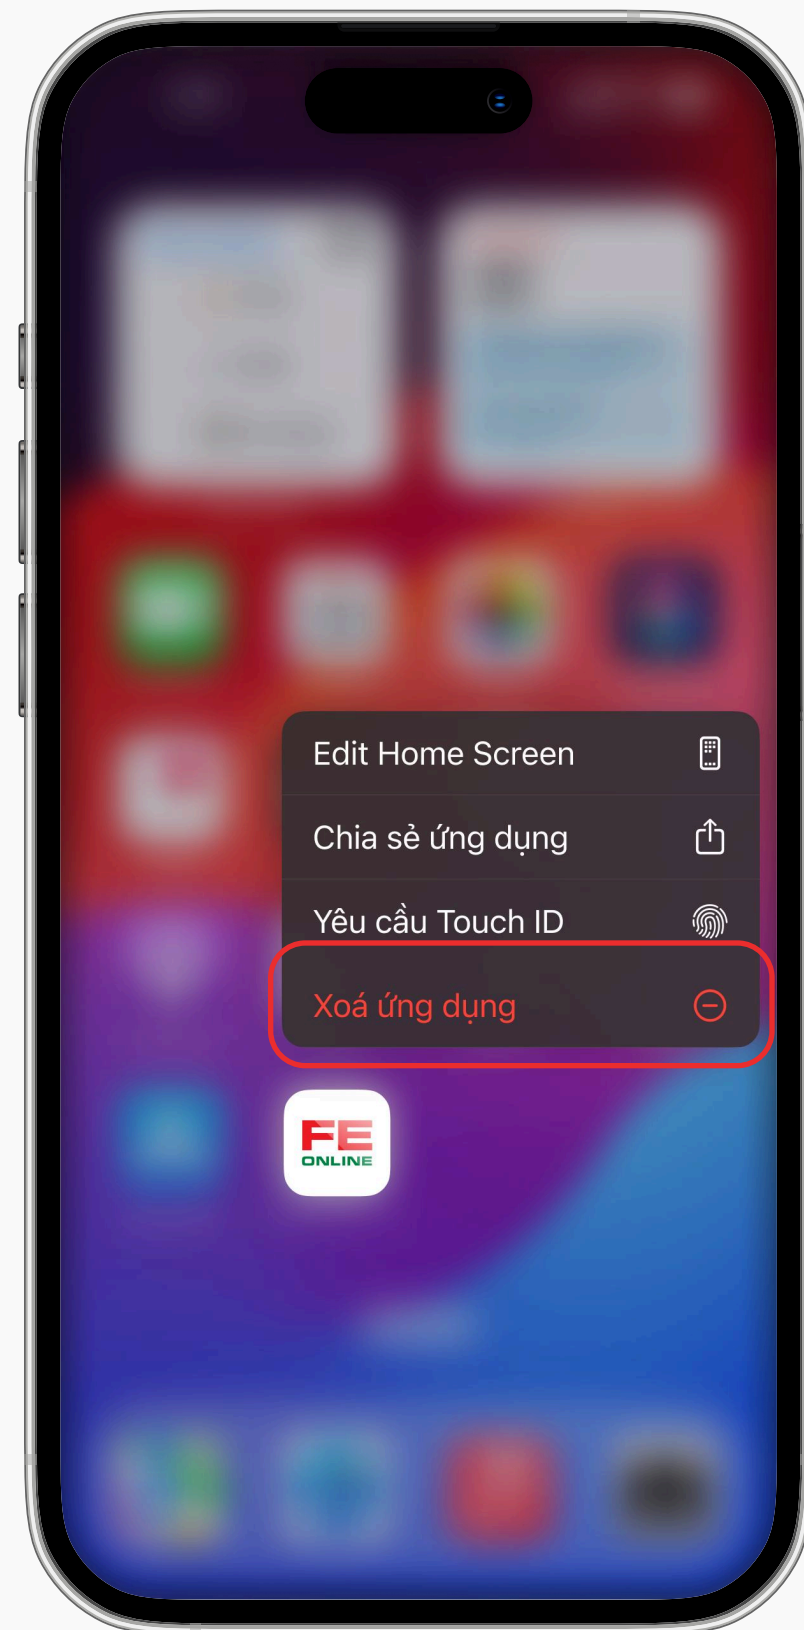 Edit Home Screen
Chia sẻ ứng dụng
Yêu cầu Touch ID
Xoá ứng dụng
FE
ONLINE